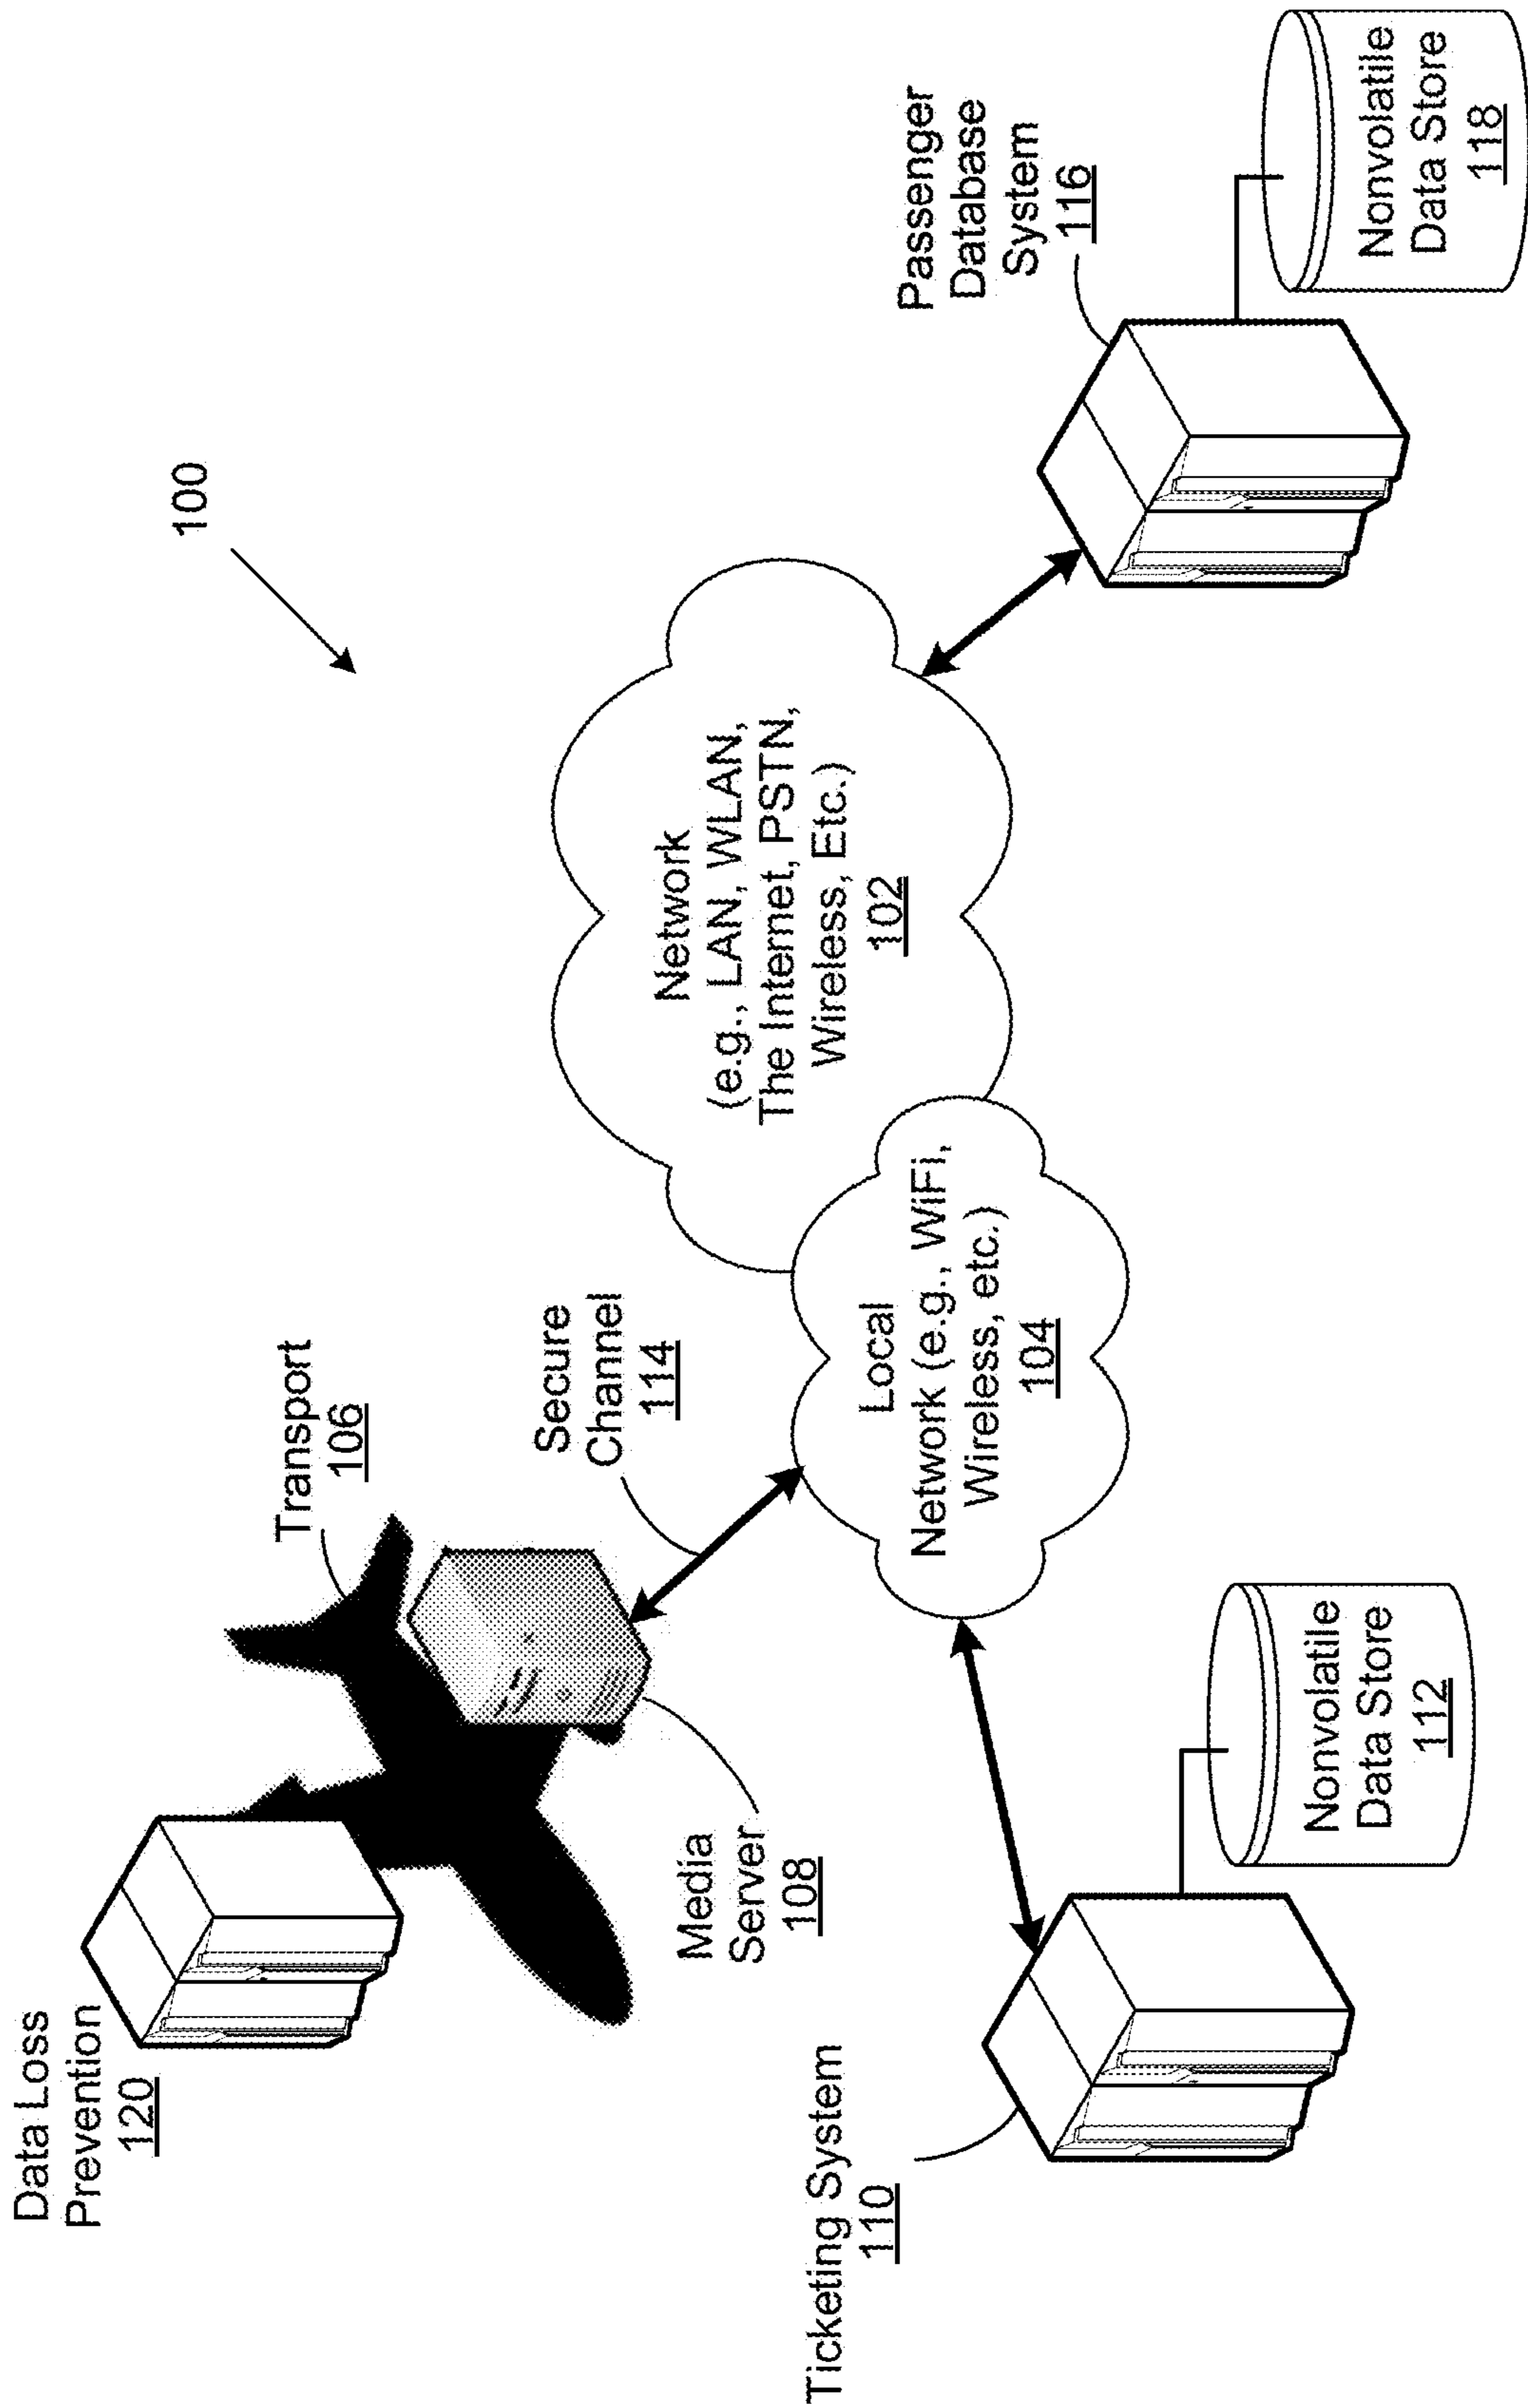 Data Loss
Prevention
120
Transport
106
100
Media
Server
108
Secure
Channel
114
Network
(e.g., LAN, WLAN,
The Internet, PSTN,
Wireless, Etc.)
102
Local
Network (e.g., WiFi,
Wireless, etc.)
104
Ticketing System
110
Nonvolatile
Data Store
112
Passenger
Database
System
116
Nonvolatile
Data Store
118